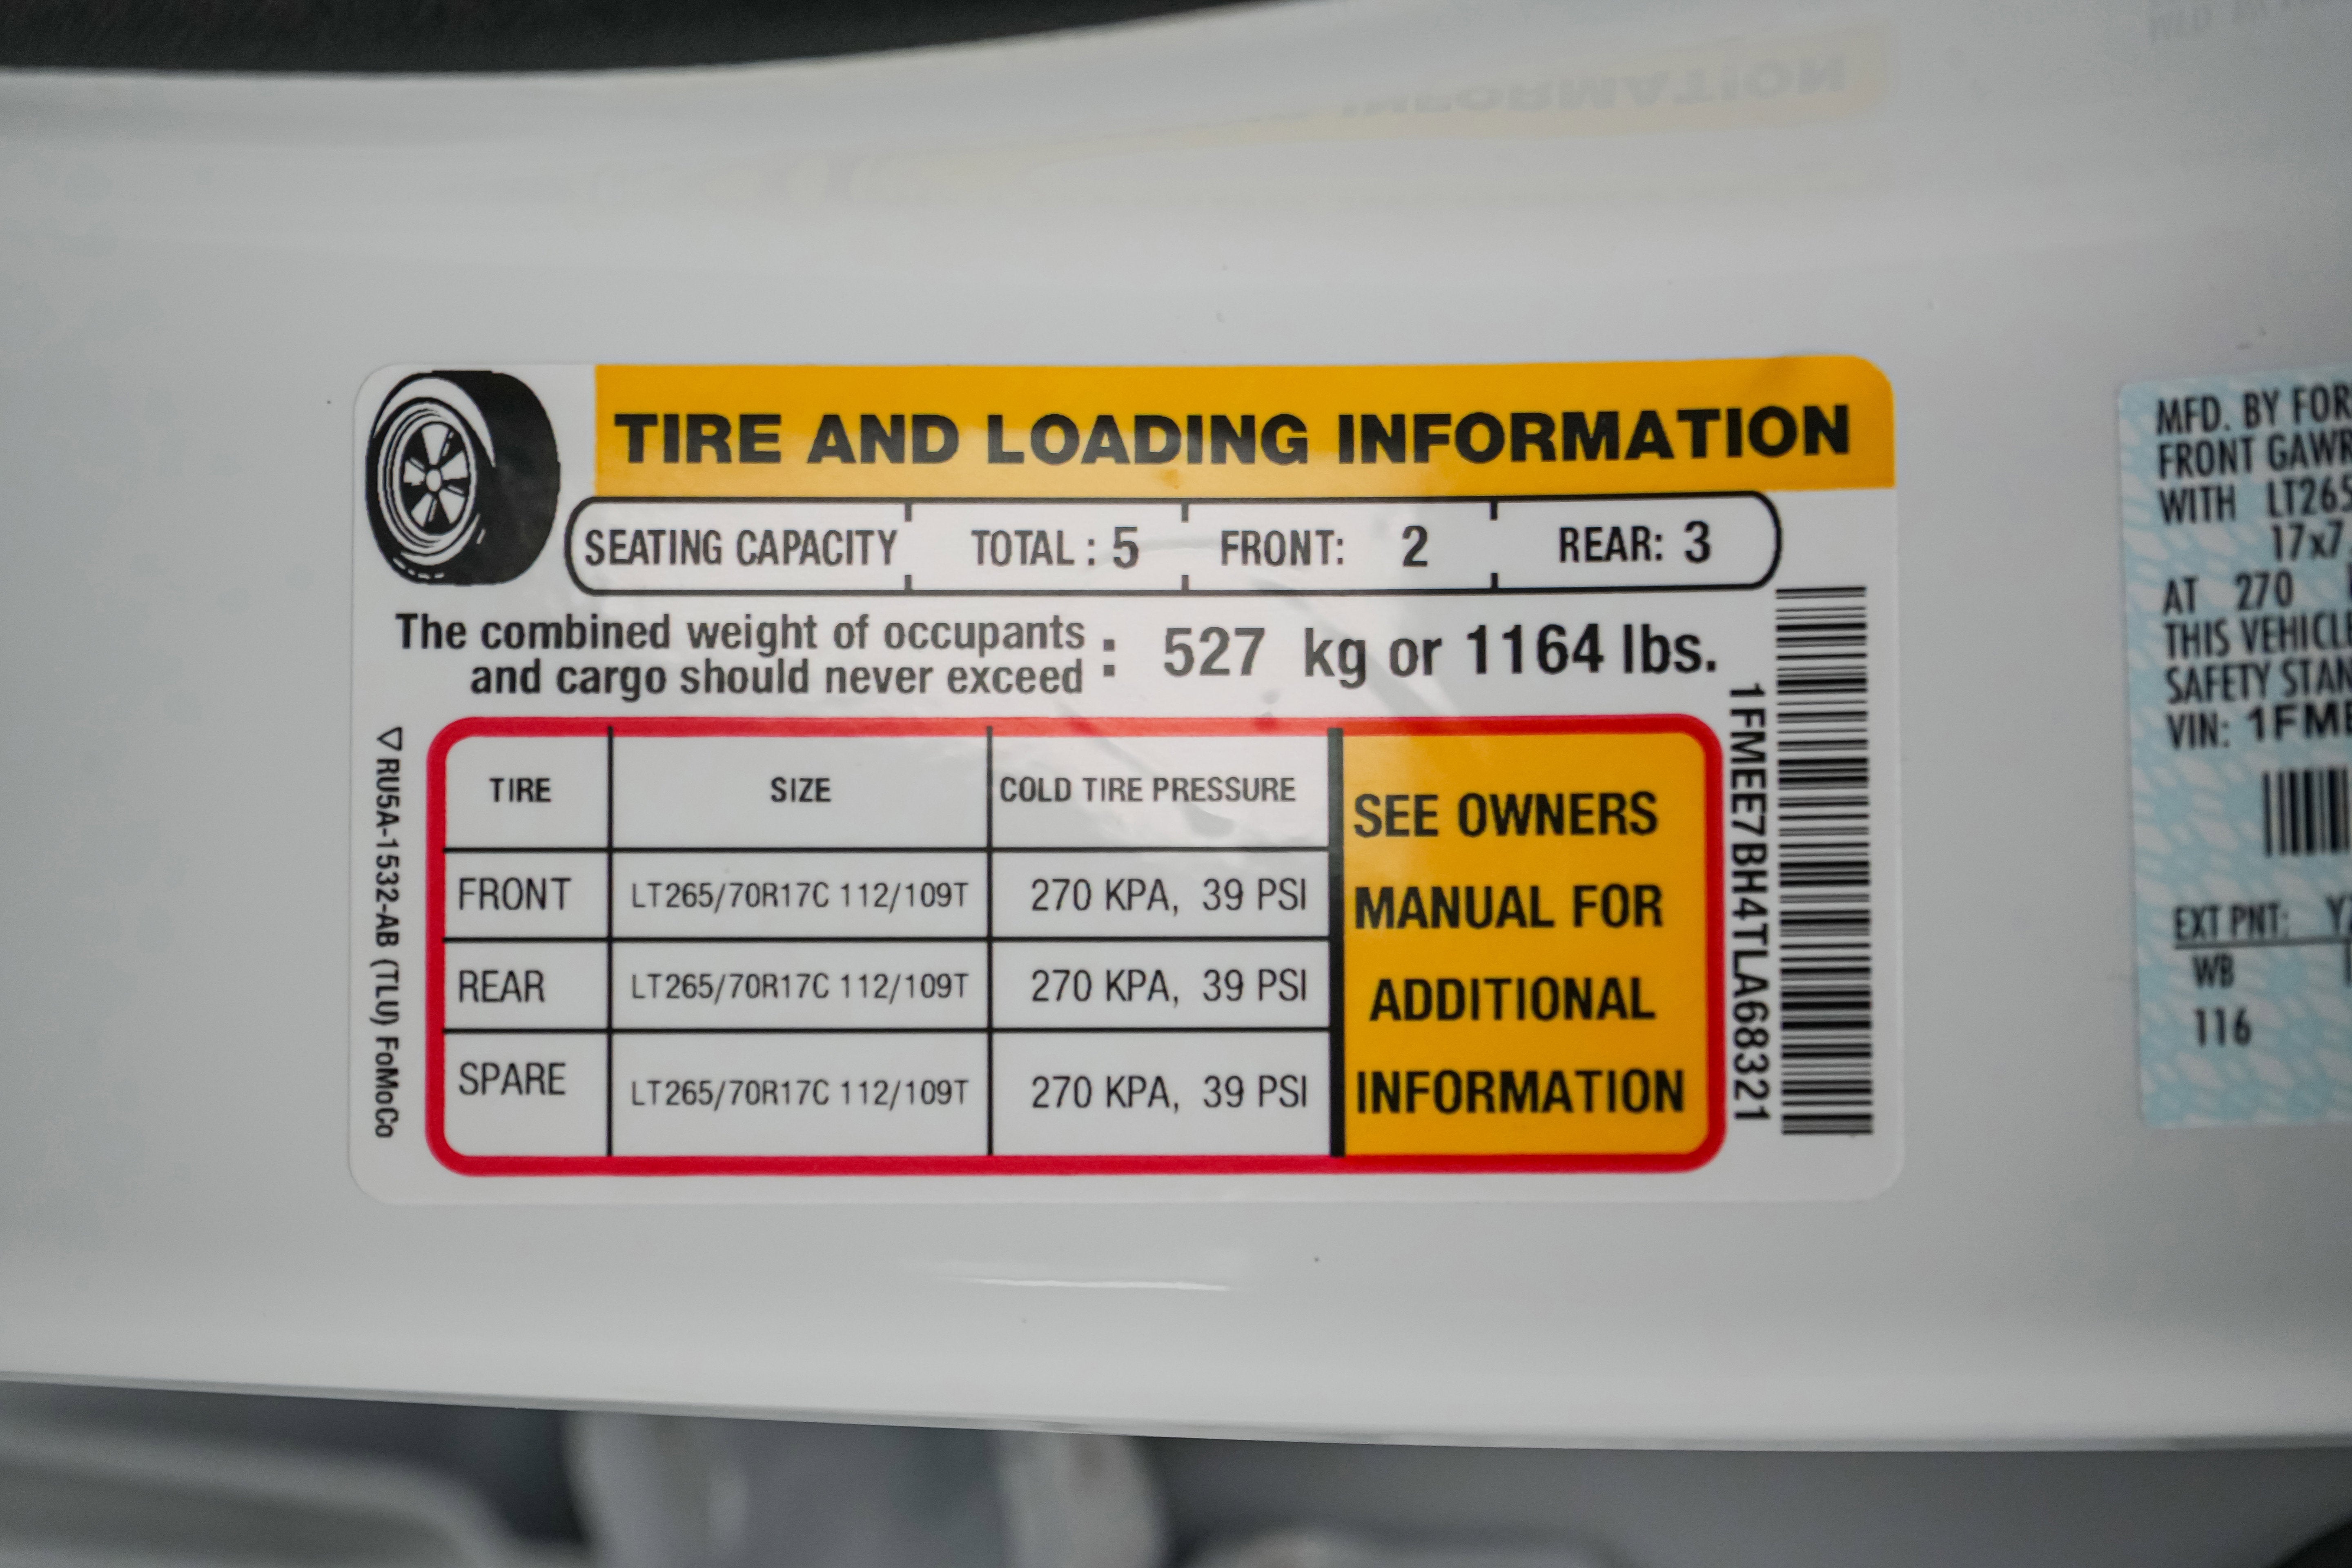 TIRE AND LOADING INFORMATION
SEATING CAPACITY TOTAL : 5 FRONT: 2 REAR: 3
The combined weight of occupants
and cargo should never exceed : 527 kg or 1164 lbs.
TIRE SIZE COLD TIRE PRESSURE
FRONT LT265/70R17C 112/109T 270 KPA, 39 PSI
REAR LT265/70R17C 112/109T 270 KPA, 39 PSI
SPARE LT265/70R17C 112/109T 270 KPA, 39 PSI
SEE OWNERS
MANUAL FOR
ADDITIONAL
INFORMATION
RU5A-1532-AB (TLU) FoMoCo
1FMEE7BH4TLA68321
MFD. BY FOR
FRONT GAWR
WITH LT265
17x7
AT 270
THIS VEHICLE
SAFETY STAN
VIN: 1FME
EXT PNT:
WB
116